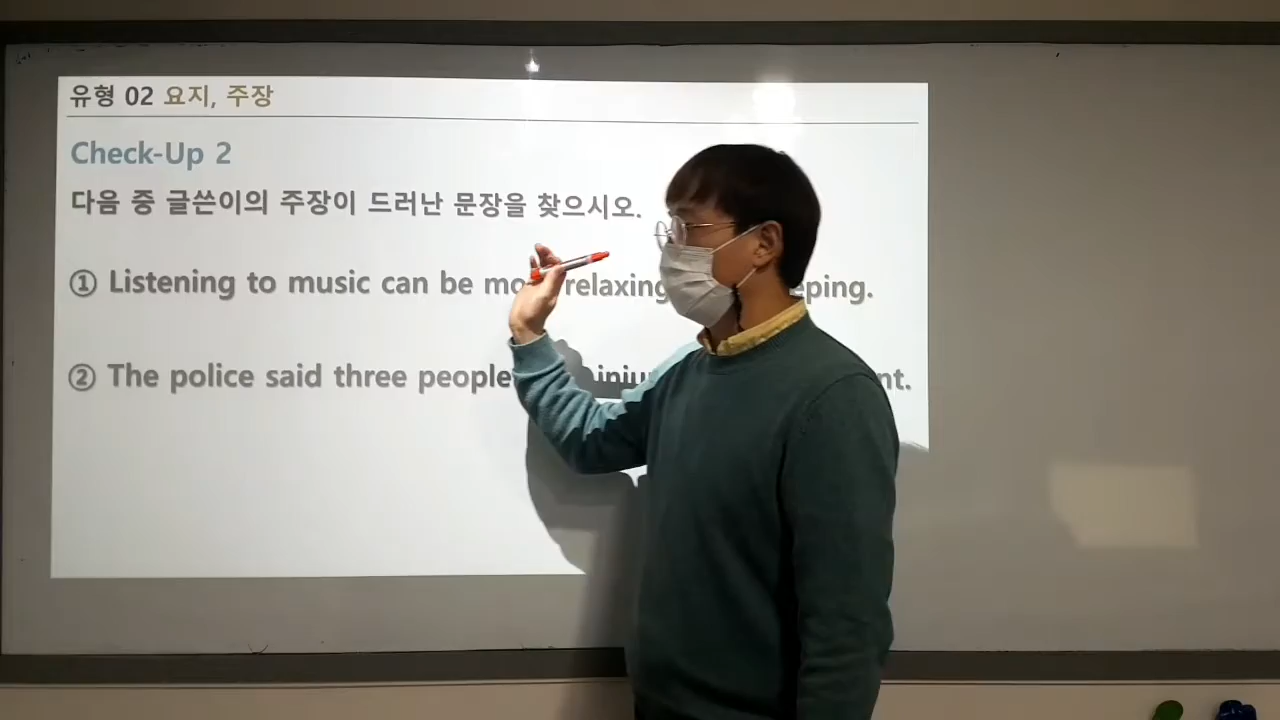 유형 02 요지, 주장
Check-Up 2
다음 중 글쓴이의 주장이 드러난 문장을 찾으시오.
① Listening to music can be relaxing
② The police said three people